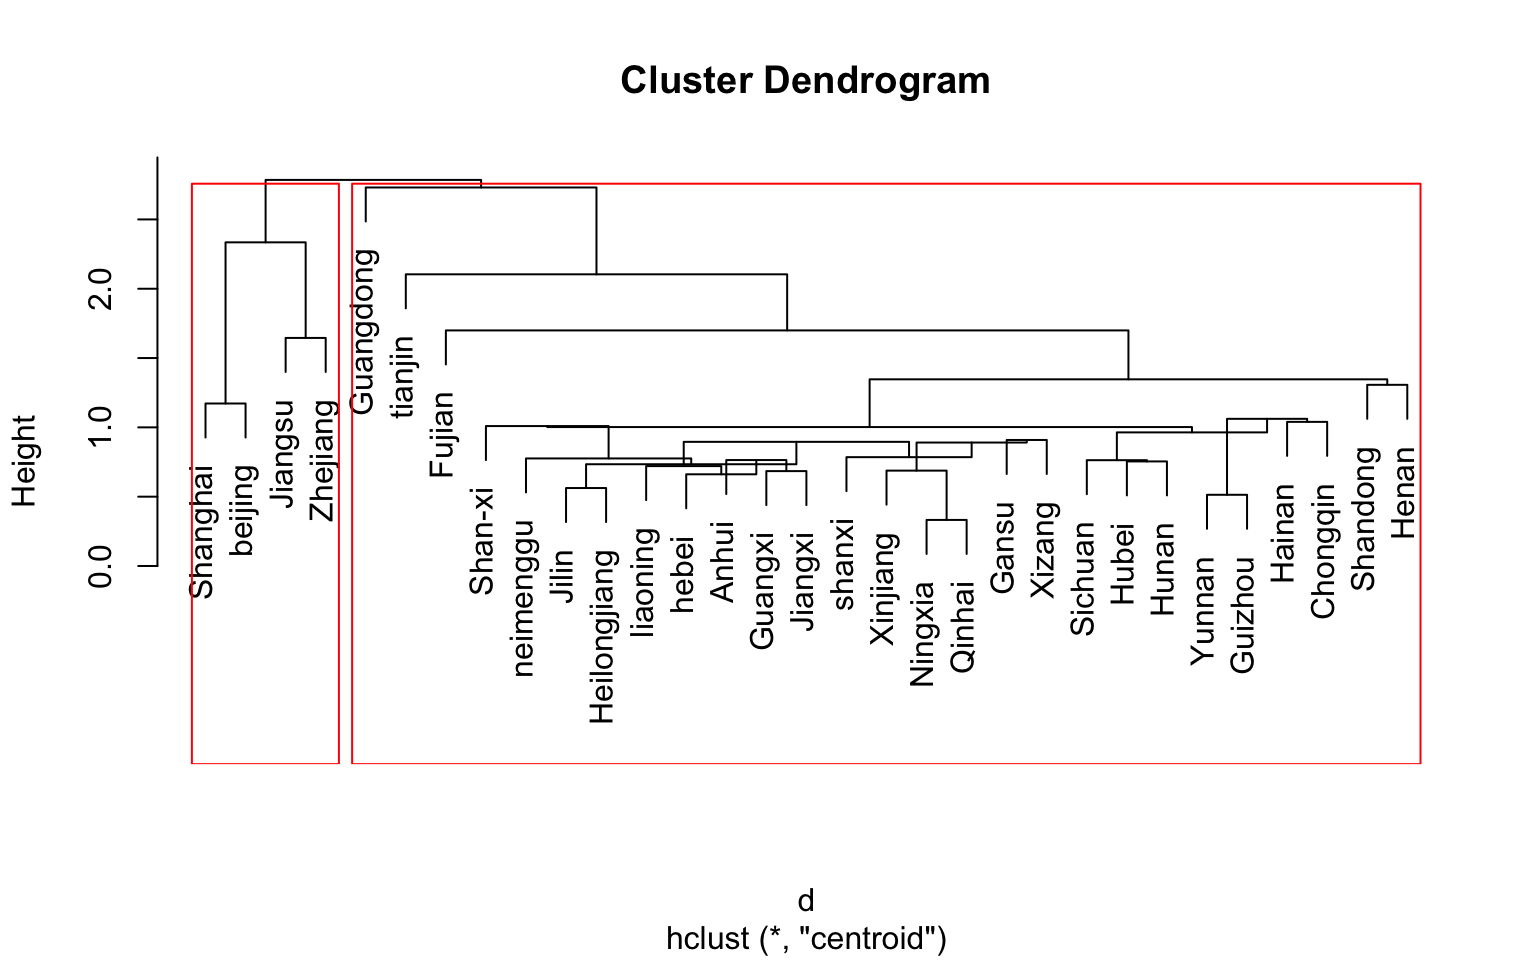 Cluster Dendrogram
Height
0.0
1.0
2.0
Shanghai
beijing
Jiangsu
Zhejiang
Guangdong
tianjin
Fujian
Shan-xi
neimenggu
Jilin
Heilongjiang
liaoning
hebei
Anhui
Guangxi
Jiangxi
shanxi
Xinjiang
Ningxia
Qinhai
Gansu
Xizang
Sichuan
Hubei
Hunan
Yunnan
Guizhou
Hainan
Chongqin
Shandong
Henan
d
hclust (*, "centroid")